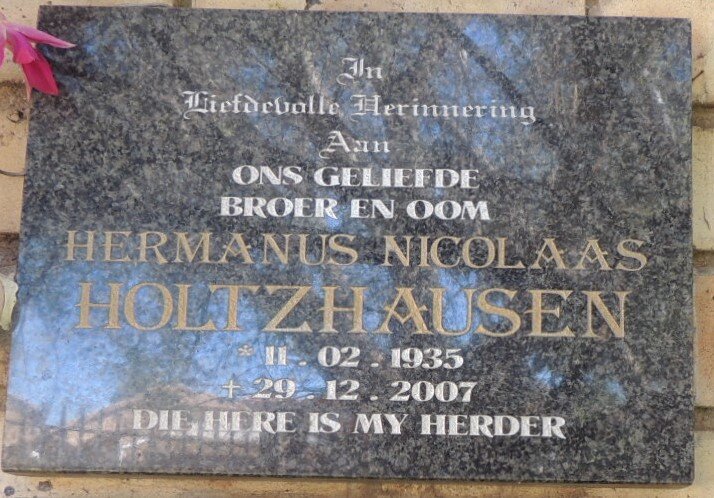 In
Liefdevolle Herinnering
Aan
ONS GELIEFDE
BROER EN OOM
HERMANUS NICOLAAS
HOLTZHAUSEN
* 11 . 02 . 1935
+ 29 . 12 . 2007
DIE HERE IS MY HERDER